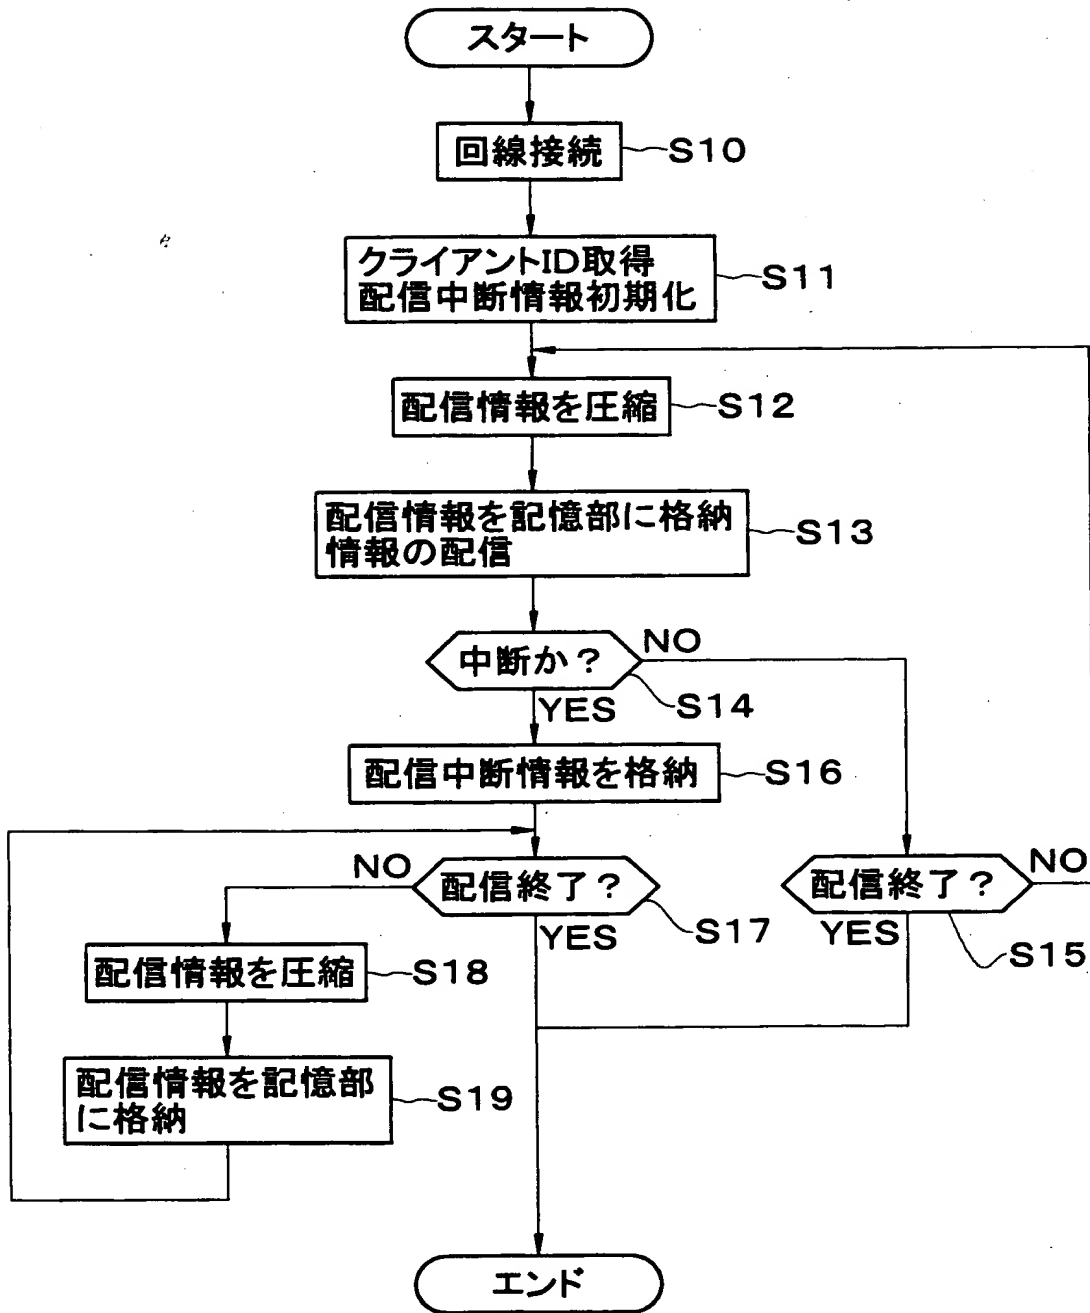 スタート
回線接続
S10
クライアントID取得
配信中断情報初期化
S11
配信情報を圧縮
S12
配信情報を記憶部に格納
情報の配信
S13
中断か?
NO
S14
YES
配信中断情報を格納
S16
NO
配信終了?
S17
YES
配信終了?
NO
YES
S15
配信情報を圧縮
S18
配信情報を記憶部
に格納
S19
エンド